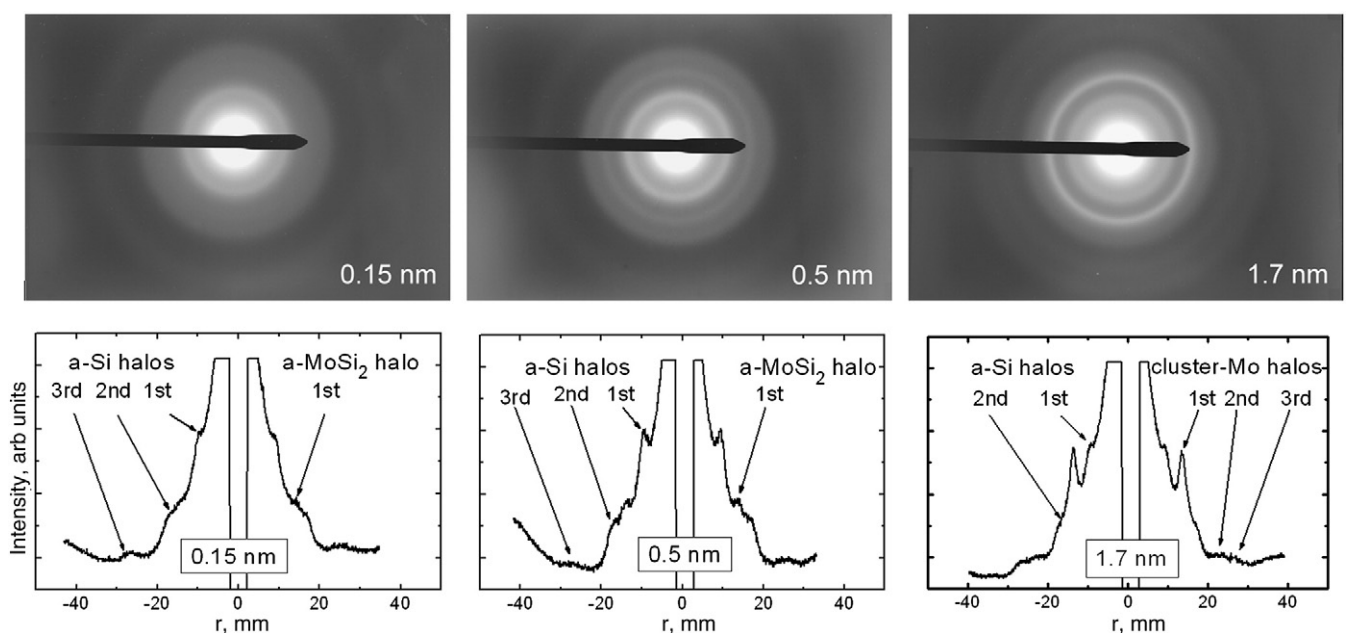 0.15 nm
0.5 nm
1.7 nm
Intensity, arb units
a-Si halos
3rd 2nd 1st
a-MoSi₂ halo
1st
0.15 nm
-40 -20 0 20 40
r, mm
a-Si halos
3rd 2nd 1st
a-MoSi₂ halo
1st
0.5 nm
-40 -20 0 20 40
r, mm
a-Si halos
2nd 1st
cluster-Mo halos
1st 2nd 3rd
1.7 nm
-40 -20 0 20 40
r, mm